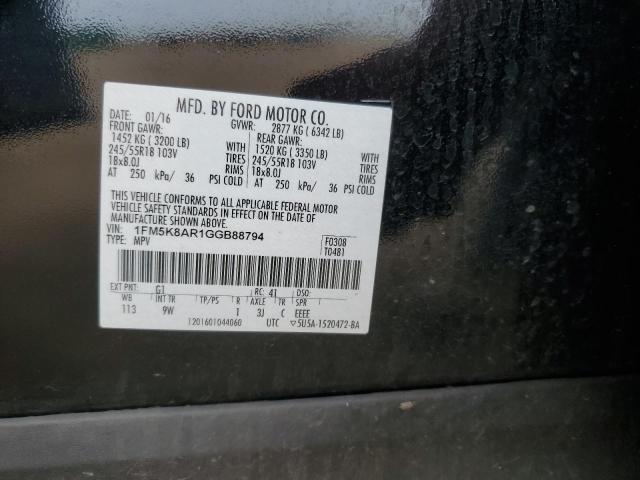 MFD. BY FORD MOTOR CO.
DATE: 01/16 GVWR: 2877 KG ( 6342 LB)
FRONT GAWR: REAR GAWR:
1452 KG ( 3200 LB) WITH 1520 KG ( 3350 LB) WITH
245/55R18 103V TIRES 245/55R18 103V TIRES
18x8.0J RIMS 18x8.0J RIMS
AT 250 kPa/ 36 PSI COLD AT 250 kPa/ 36 PSI COLD
THIS VEHICLE CONFORMS TO ALL APPLICABLE FEDERAL MOTOR
VEHICLE SAFETY STANDARDS IN EFFECT ON THE DATE OF
MANUFACTURE SHOWN ABOVE.
VIN: 1FM5K8AR1GGB88794 F0308
TYPE: MPV T0481
EXT PNT: G1 RC: 41 DSO:
WB INT TR TP/PS R AXLE TR SPR
113 9W 1 3J C EEEE
1201601044060 UTC ▽5U5A-1520472-BA